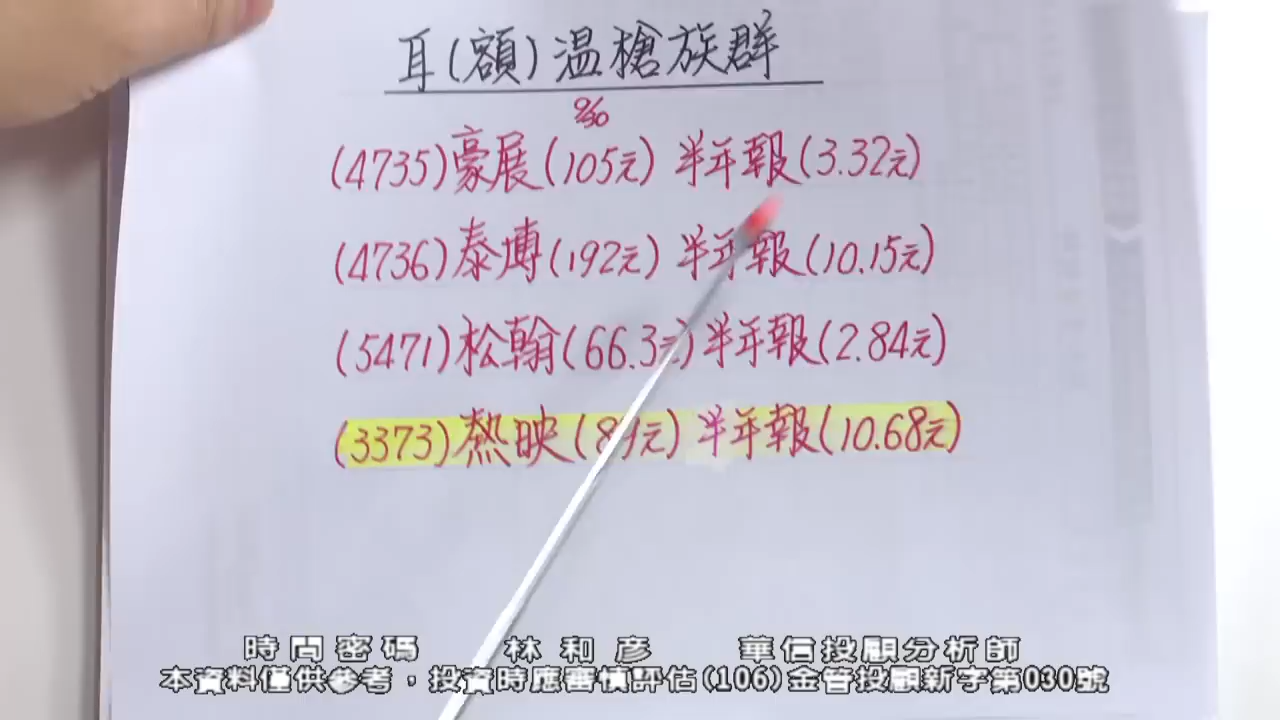 耳(額)溫槍族群
9/30
(4735)豪展(105元) 半年報(3.32元)
(4736)泰博(192元) 半年報(10.15元)
(5471)松翰(66.3元)半年報(2.84元)
(3373)熱映(89元)半年報(10.68元)
時間密碼 林和彥 華信投顧分析師
本資料僅供參考，投資時應審慎評估(106)金管投顧新字第030號